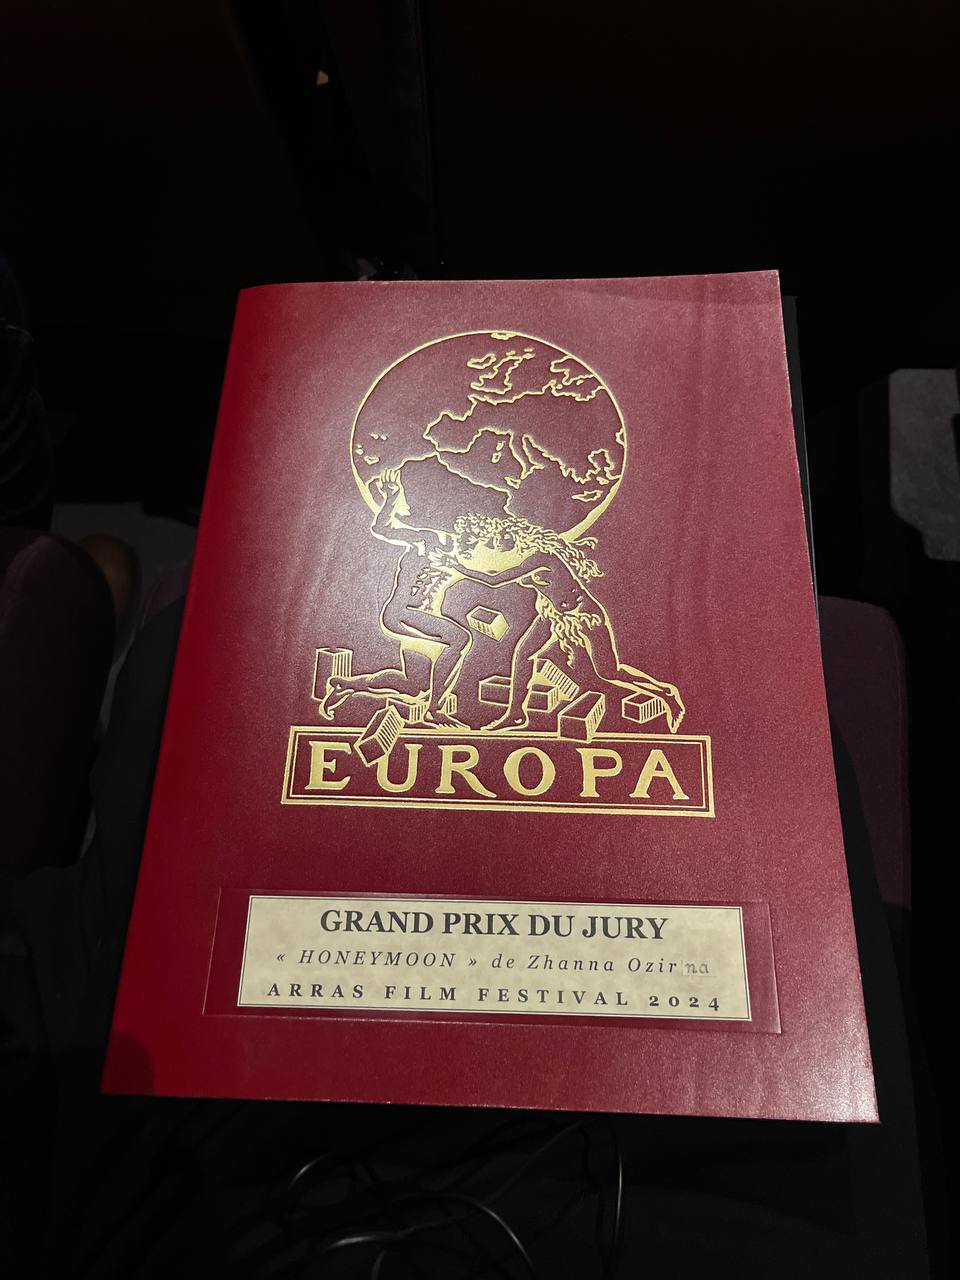 EUROPA
GRAND PRIX DU JURY
« HONEYMOON » de Zhanna Ozirna
ARRAS FILM FESTIVAL 2024